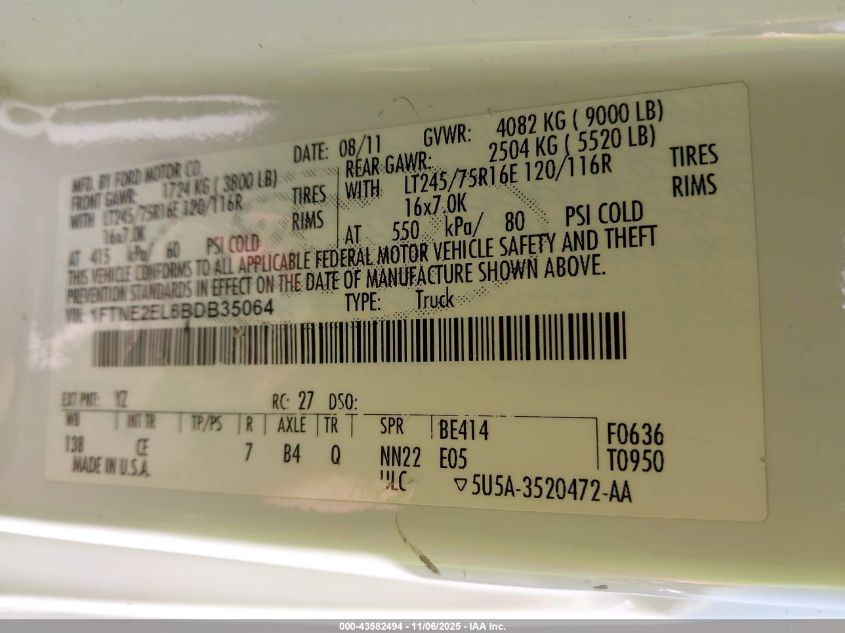 MFD. BY FORD MOTOR CO. DATE: 08/11 GVWR: 4082 KG ( 9000 LB)
FRONT GAWR: 1724 KG ( 3800 LB) REAR GAWR: 2504 KG ( 5520 LB)
WITH LT245/75R16E 120/116R TIRES WITH LT245/75R16E 120/116R TIRES
16x7.0K RIMS 16x7.0K RIMS
AT 415 kPa/ 60 PSI COLD AT 550 kPa/ 80 PSI COLD
THIS VEHICLE CONFORMS TO ALL APPLICABLE FEDERAL MOTOR VEHICLE SAFETY AND THEFT
PREVENTION STANDARDS IN EFFECT ON THE DATE OF MANUFACTURE SHOWN ABOVE.
VIN: 1FTNE2EL6BDB35064 TYPE: Truck
EXT PNT: YZ RC: 27 DSO:
WB INT TR TP/PS R AXLE TR SPR BE414 F0636
138 CE 7 B4 Q NN22 E05 T0950
MADE IN U.S.A. ULC ▽5U5A-3520472-AA
000-43582494 - 11/06/2025 - IAA Inc.